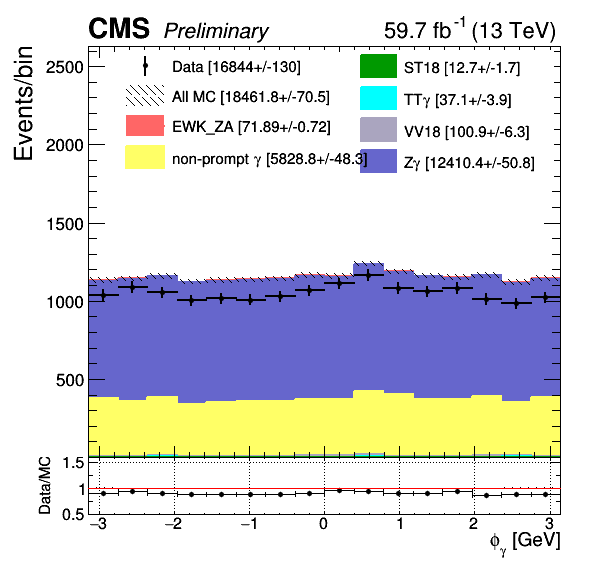 CMS Preliminary 59.7 fb⁻¹ (13 TeV)
Events/bin
2500
2000
1500
1000
500
Data [16844+/-130]
All MC [18461.8+/-70.5]
EWK_ZA [71.89+/-0.72]
non-prompt γ [5828.8+/-48.3]
ST18 [12.7+/-1.7]
TTγ [37.1+/-3.9]
VV18 [100.9+/-6.3]
Zγ [12410.4+/-50.8]
Data/MC
1.5
1
0.5
−3 −2 −1 0 1 2 3
ϕγ [GeV]